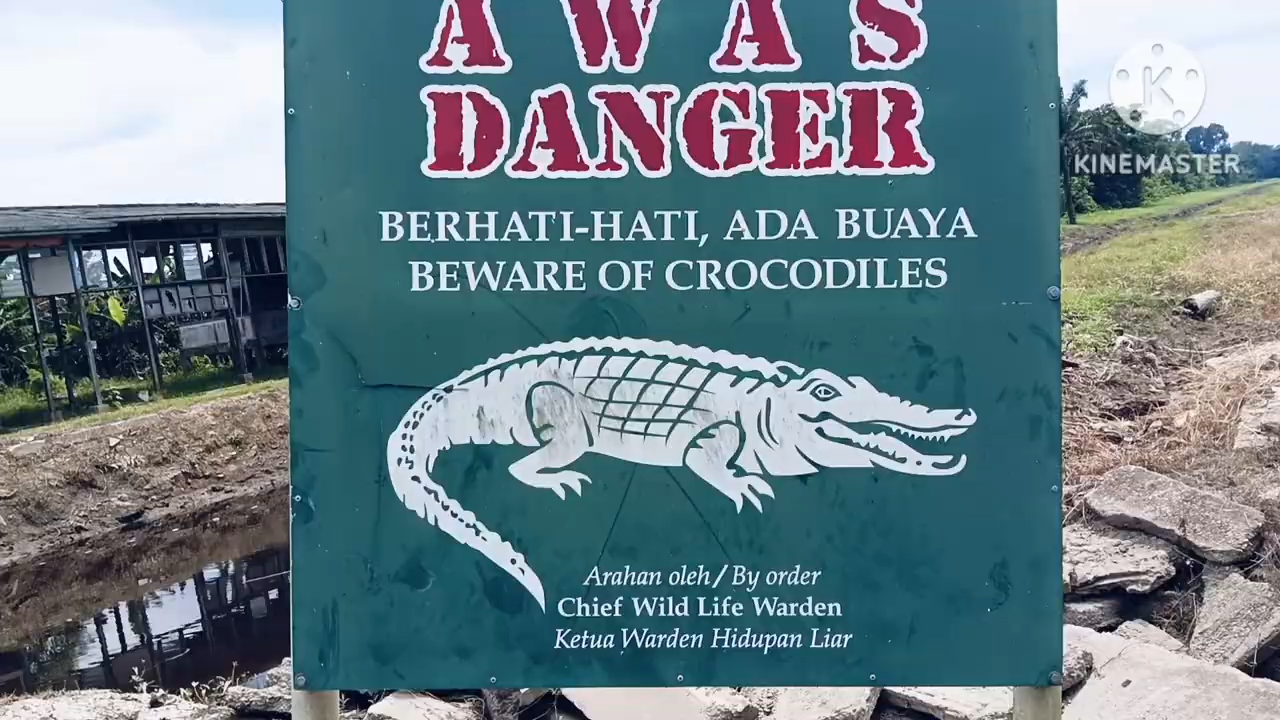 AWAS
DANGER
K
KINEMASTER
BERHATI-HATI, ADA BUAYA
BEWARE OF CROCODILES
Arahan oleh / By order
Chief Wild Life Warden
Ketua Warden Hidupan Liar